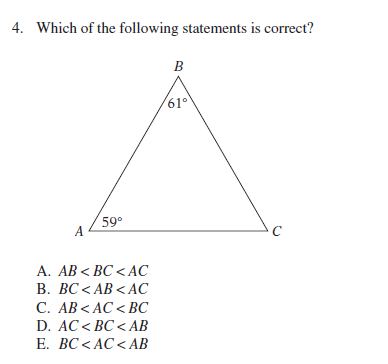 4. Which of the following statements is correct?
B
61°
59°
A
C
A. AB < BC < AC
B. BC < AB < AC
C. AB < AC < BC
D. AC < BC < AB
E. BC < AC < AB